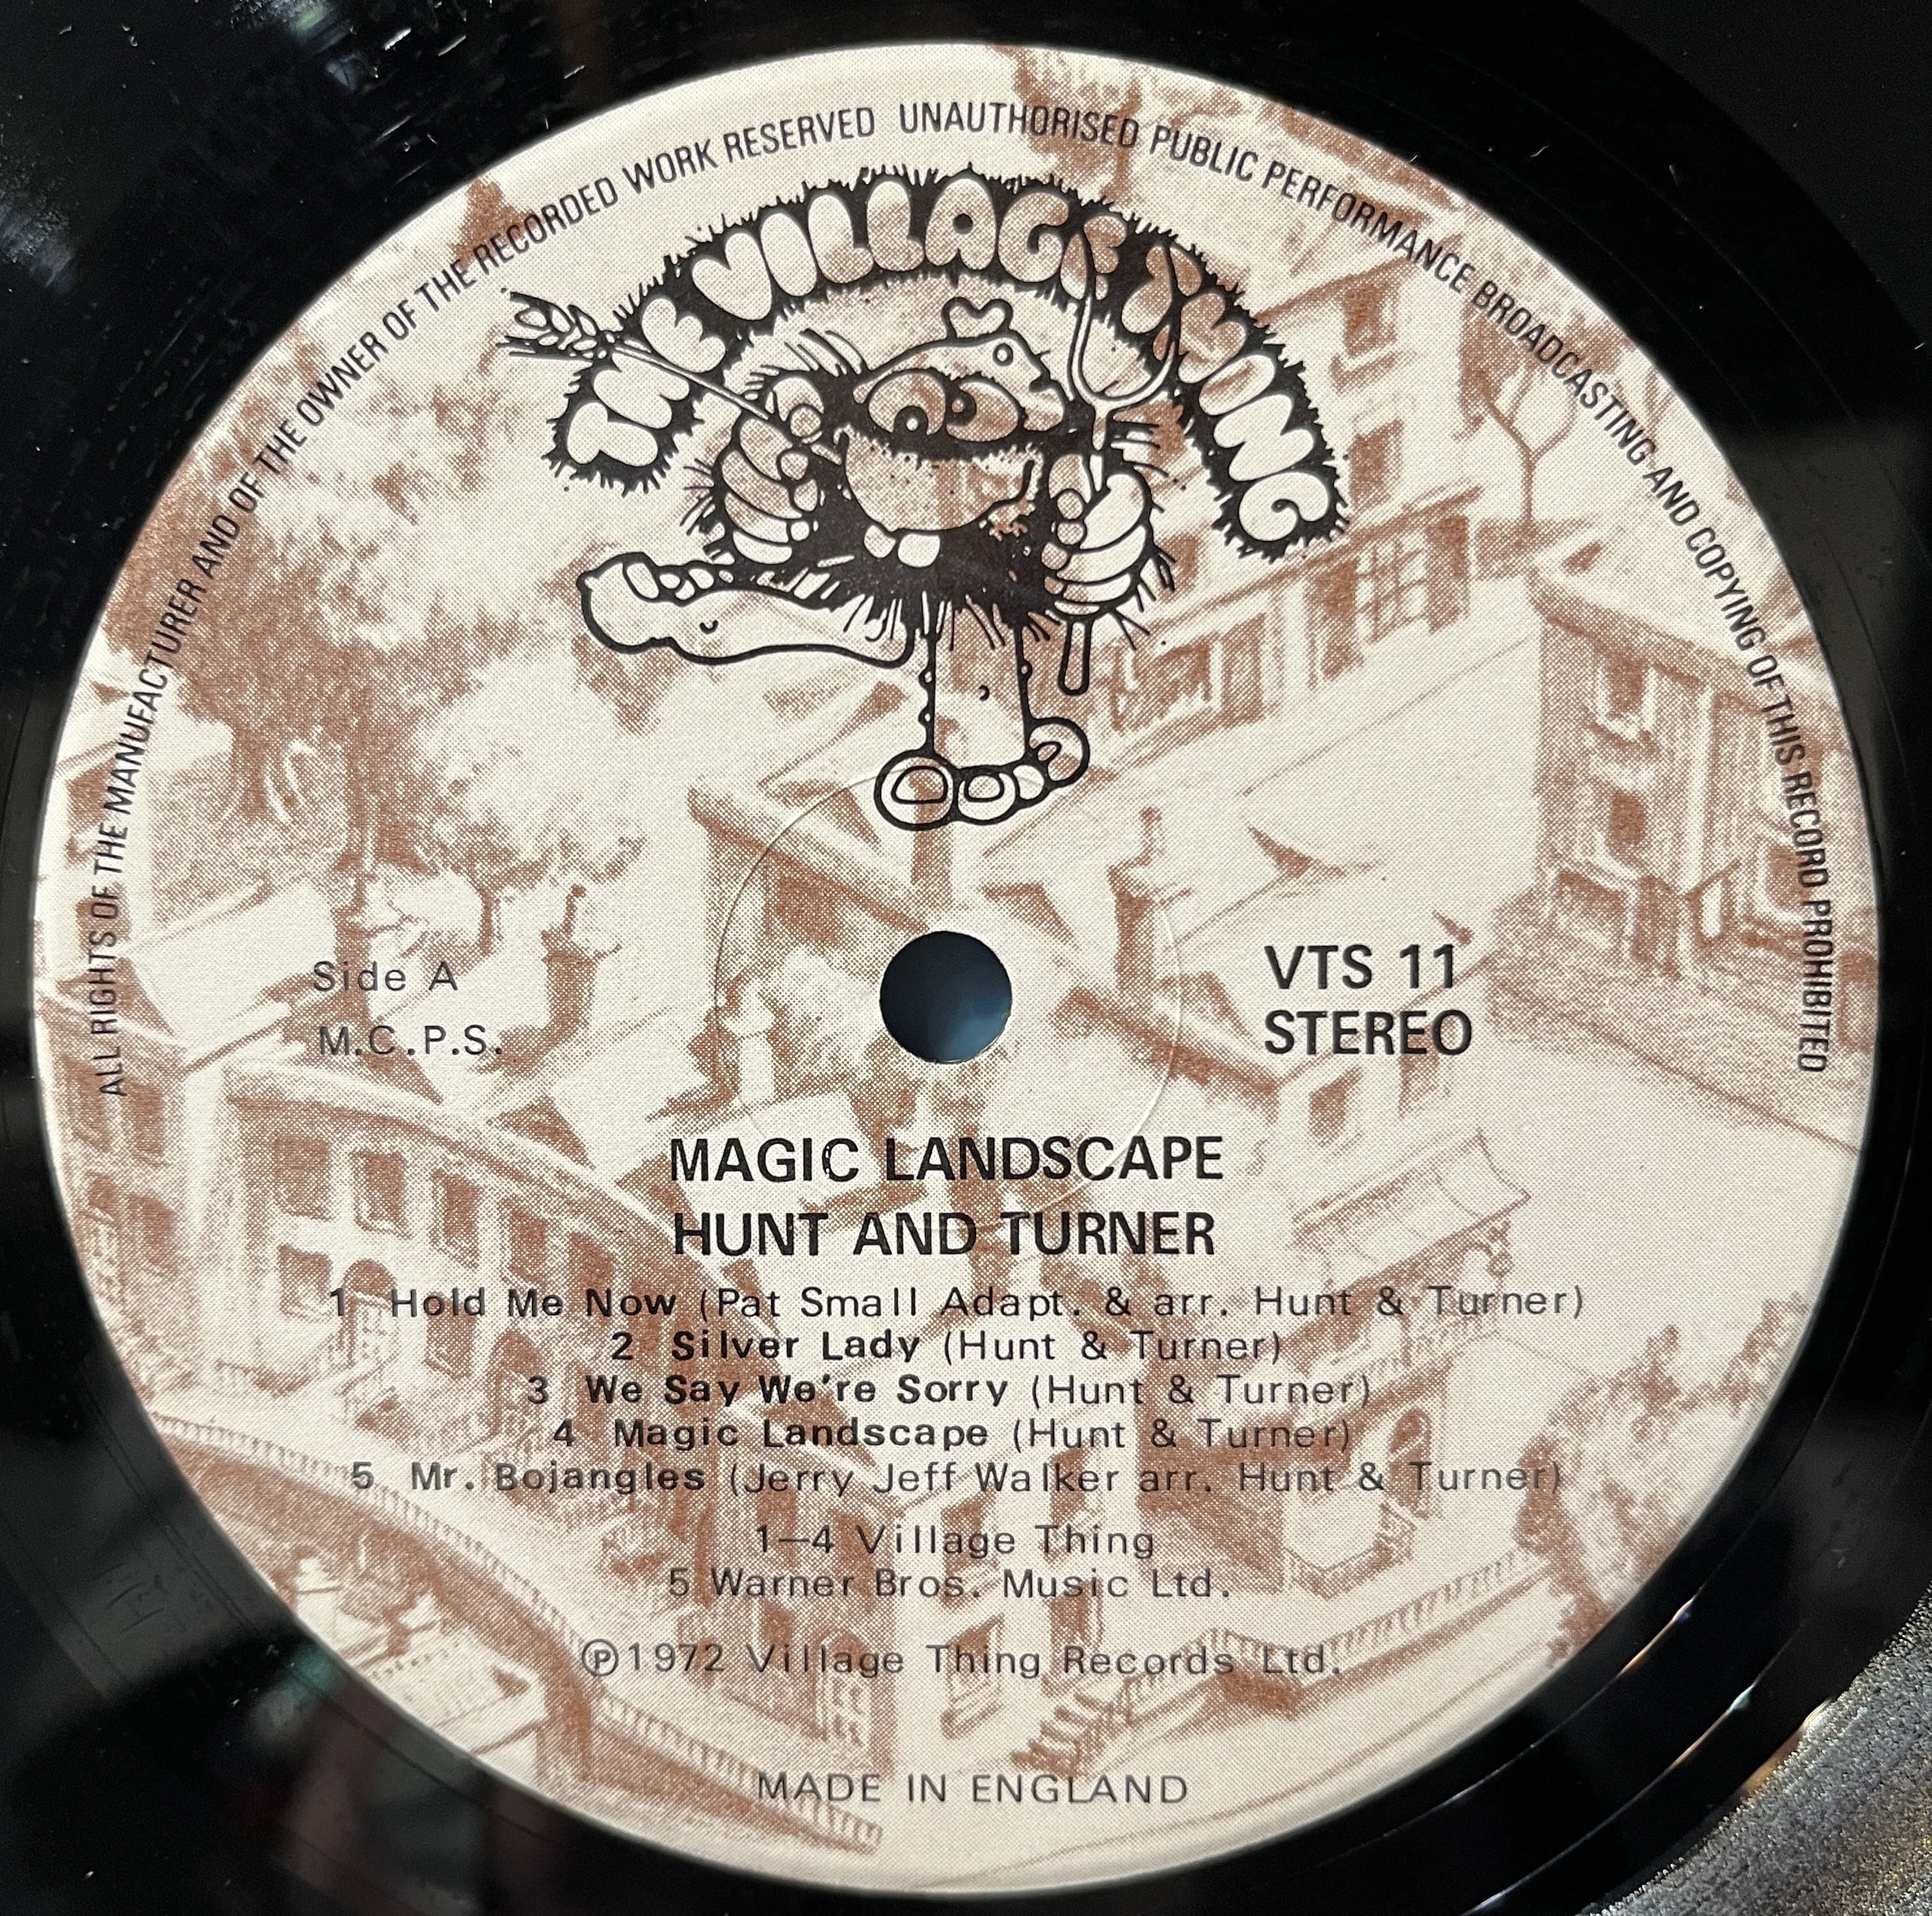 ALL RIGHTS OF THE MANUFACTURER AND OF THE OWNER OF THE RECORDED WORK RESERVED UNAUTHORISED PUBLIC PERFORMANCE BROADCASTING AND COPYING OF THIS RECORD PROHIBITED
THE VILLAGE THING
Side A
M.C.P.S.
VTS 11
STEREO
MAGIC LANDSCAPE
HUNT AND TURNER
1 Hold Me Now (Pat Small Adapt. & arr. Hunt & Turner)
2 Silver Lady (Hunt & Turner)
3 We Say We're Sorry (Hunt & Turner)
4 Magic Landscape (Hunt & Turner)
5 Mr. Bojangles (Jerry Jeff Walker arr. Hunt & Turner)
1–4 Village Thing
5 Warner Bros. Music Ltd.
℗1972 Village Thing Records Ltd.
MADE IN ENGLAND